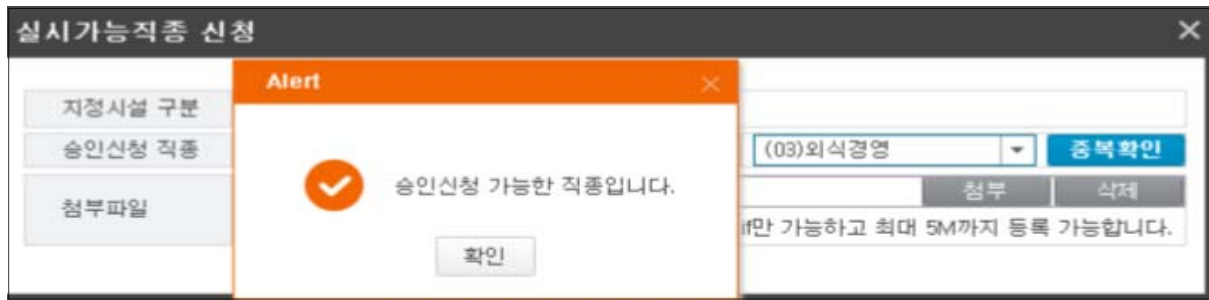 실시가능직종 신청
Alert
지정시설 구분
승인신청 직종
(03)외식경영
중복확인
승인신청 가능한 직종입니다.
첨부파일
첨부
삭제
만 가능하고 최대 5M까지 등록 가능합니다.
확인